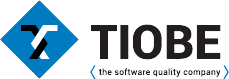 TIOBE
⟨ the software quality company ⟩